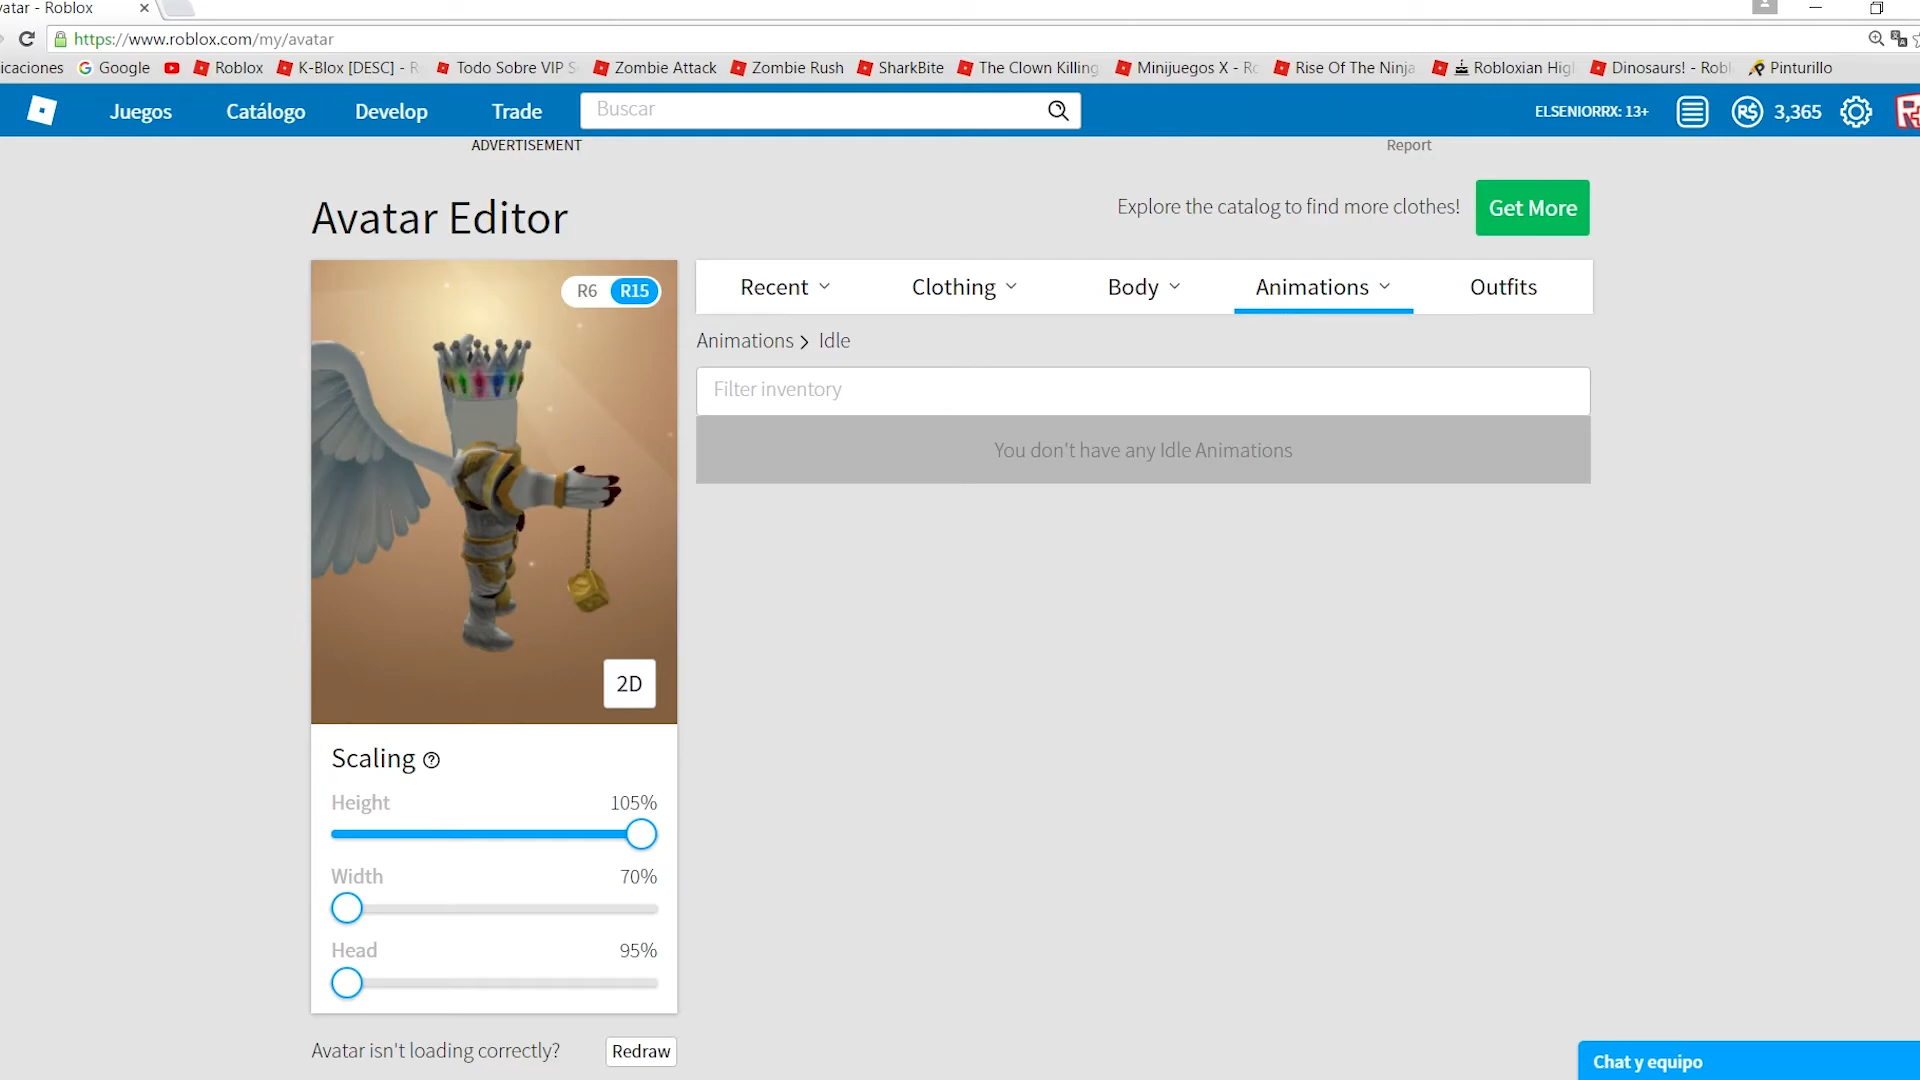 vatar - Roblox
https://www.roblox.com/my/avatar
icaciones Google Roblox K-Blox [DESC] - R Todo Sobre VIP S Zombie Attack Zombie Rush SharkBite The Clown Killing Minijuegos X - Ro Rise Of The Ninja Robloxian Hig Dinosaurs! - Robl Pinturillo
Juegos Catálogo Develop Trade Buscar ELSENIORRX: 13+ R$ 3,365
ADVERTISEMENT Report
Avatar Editor Explore the catalog to find more clothes! Get More
R6 R15
Recent Clothing Body Animations Outfits
Animations > Idle
Filter inventory
You don't have any Idle Animations
2D
Scaling ?
Height 105%
Width 70%
Head 95%
Avatar isn't loading correctly? Redraw
Chat y equipo